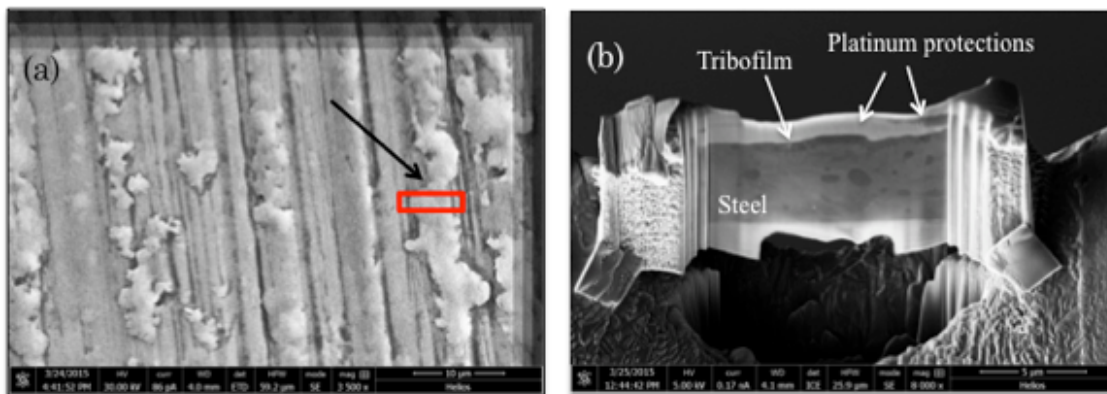 (a)
3/24/2015 HV curr WD det HFW mode mag 10 µm
4:41:52 PM 30.00 kV 86 pA 4.0 mm ETD 59.2 µm SE 3 500 x Helios
(b)
Platinum protections
Tribofilm
Steel
3/25/2015 HV curr WD det HFW mode mag 5 µm
12:44:42 PM 5.00 kV 0.17 nA 4.1 mm ICE 25.9 µm SE 8 000 x Helios